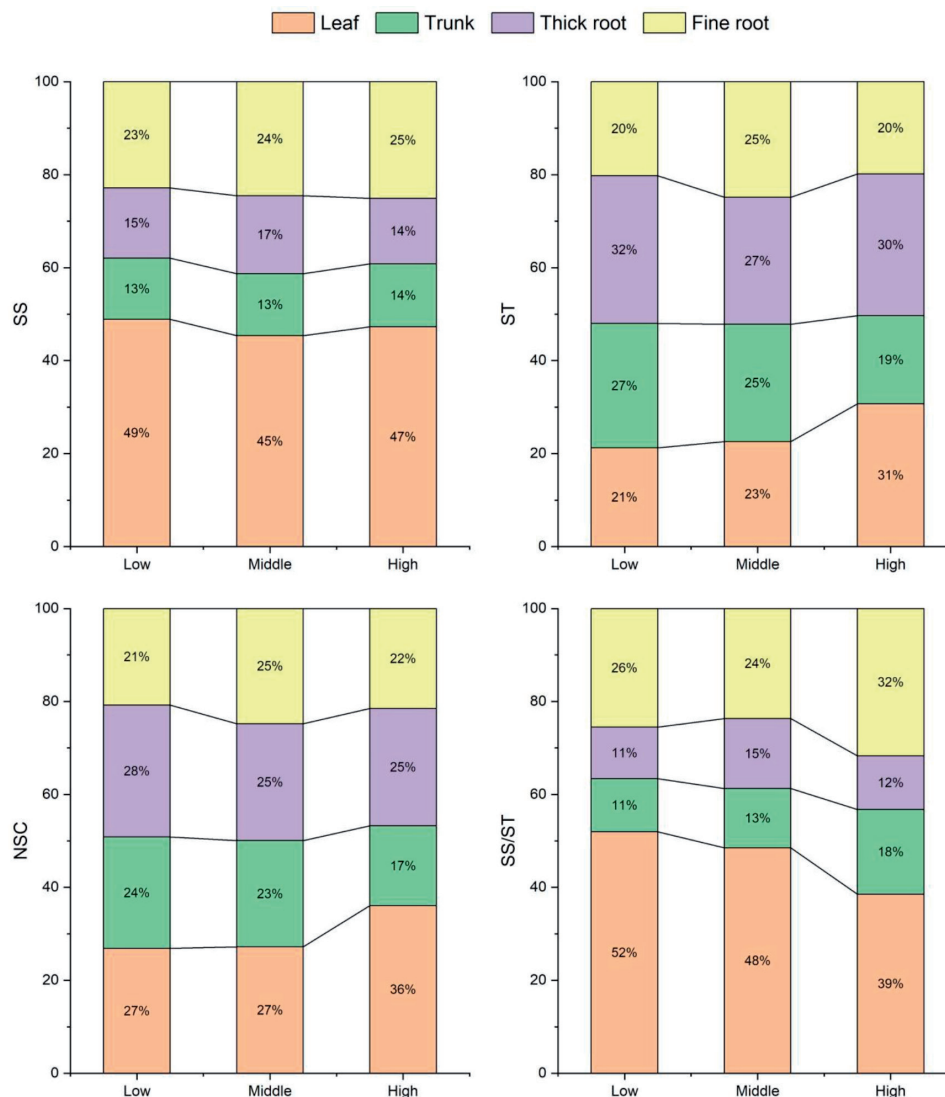 Leaf Trunk Thick root Fine root
SS
100
80
60
40
20
0
23% 24% 25%
15% 17% 14%
13% 13% 14%
49% 45% 47%
Low Middle High
ST
100
80
60
40
20
0
20% 25% 20%
32% 27% 30%
27% 25% 19%
21% 23% 31%
Low Middle High
NSC
100
80
60
40
20
0
21% 25% 22%
28% 25% 25%
24% 23% 17%
27% 27% 36%
Low Middle High
SS/ST
100
80
60
40
20
0
26% 24% 32%
11% 15% 12%
11% 13% 18%
52% 48% 39%
Low Middle High